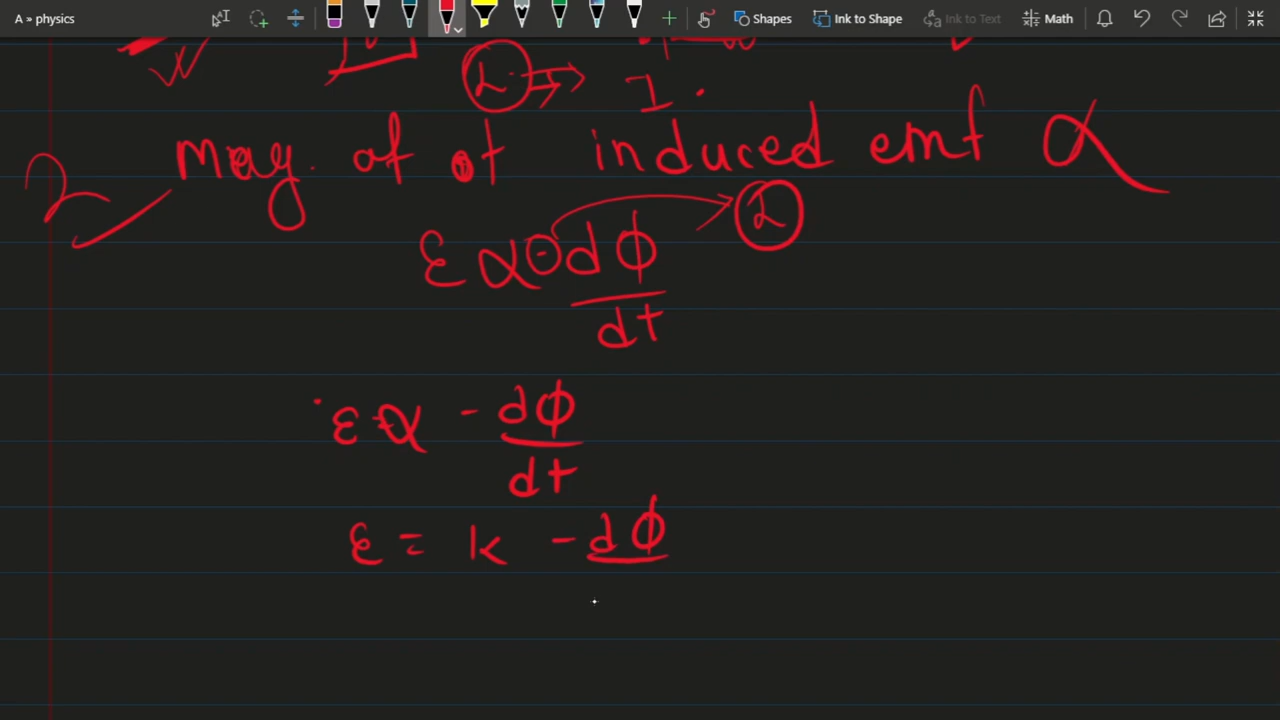 A » physics
Shapes
Ink to Shape
Ink to Text
Math
L I.
2 mag. of induced emf α
ε α - dφ L
dt
ε α - dφ
dt
ε = k - dφ